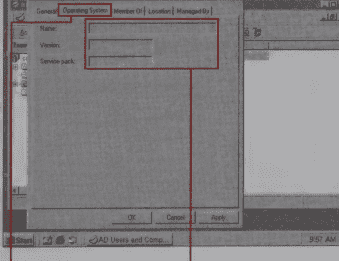 General Operating System Member Of Location Managed By
Name:
Version:
Service pack:
OK Cancel Apply
Start AD Users and Comp... 9:57 AM